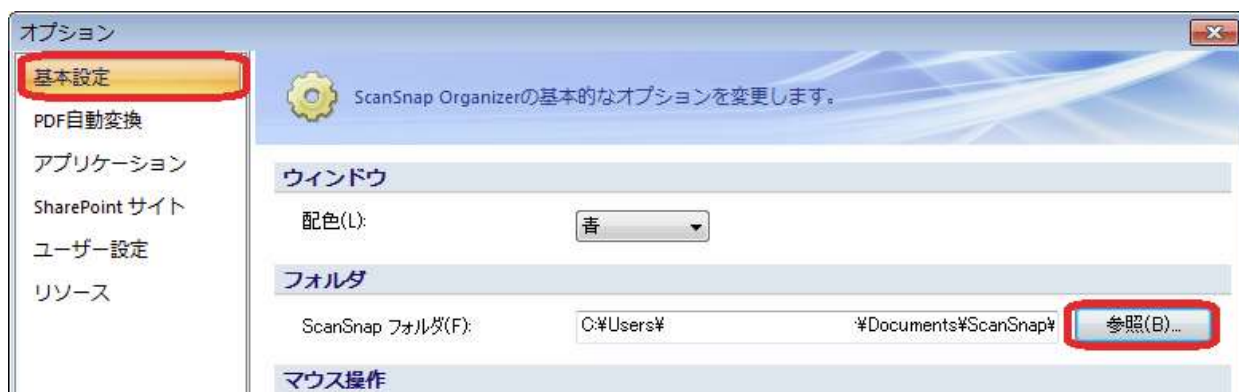 オプション
基本設定
PDF自動変換
アプリケーション
SharePoint サイト
ユーザー設定
リソース
ScanSnap Organizerの基本的なオプションを変更します。
ウィンドウ
配色(L):
青
フォルダ
ScanSnap フォルダ(F):
C:¥Users¥ ¥Documents¥ScanSnap¥
参照(B)...
マウス操作